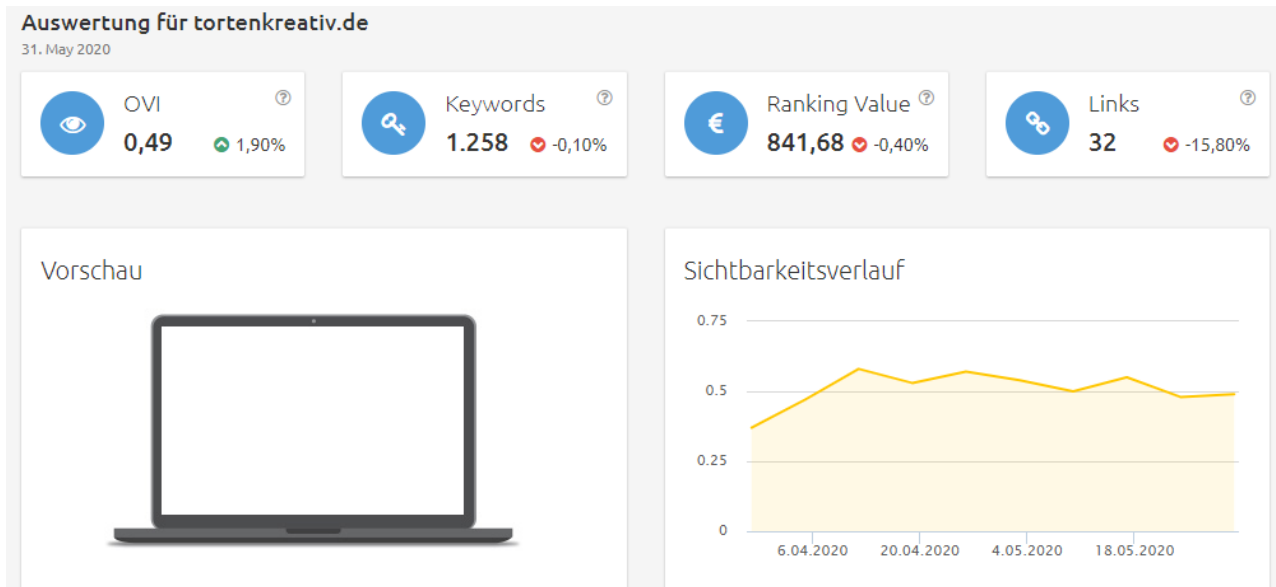 Auswertung für tortenkreativ.de
31. May 2020
OVI
0,49 1,90%
Keywords
1.258 -0,10%
Ranking Value
€
841,68 -0,40%
Links
32 -15,80%
Vorschau
Sichtbarkeitsverlauf
0.75
0.5
0.25
0
6.04.2020 20.04.2020 4.05.2020 18.05.2020